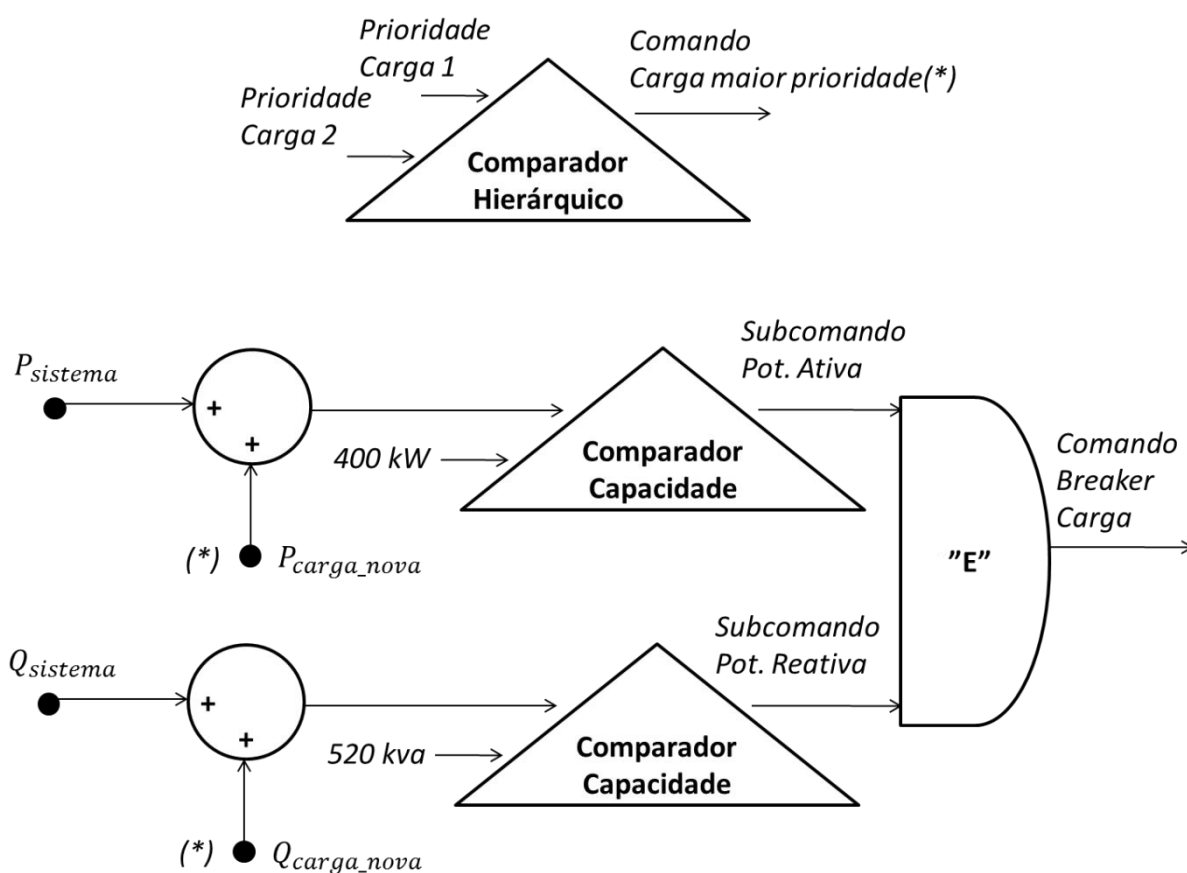 Prioridade
Carga 1
Prioridade
Carga 2
Comando
Carga maior prioridade(*)
Comparador
Hierárquico
P_sistema
+
+
(*) P_carga_nova
400 kW
Comparador
Capacidade
Subcomando
Pot. Ativa
"E"
Comando
Breaker
Carga
Q_sistema
+
+
(*) Q_carga_nova
520 kva
Comparador
Capacidade
Subcomando
Pot. Reativa